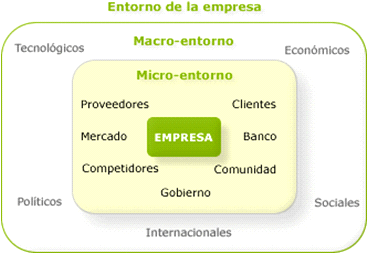 Entorno de la empresa
Macro-entorno
Tecnológicos
Económicos
Micro-entorno
Proveedores
Clientes
Mercado
EMPRESA
Banco
Competidores
Comunidad
Gobierno
Políticos
Sociales
Internacionales